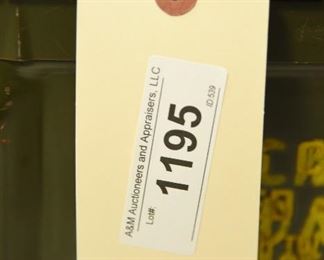 A&M Auctioneers and Appraisers, LLC
Lot#:
1195
ID 539